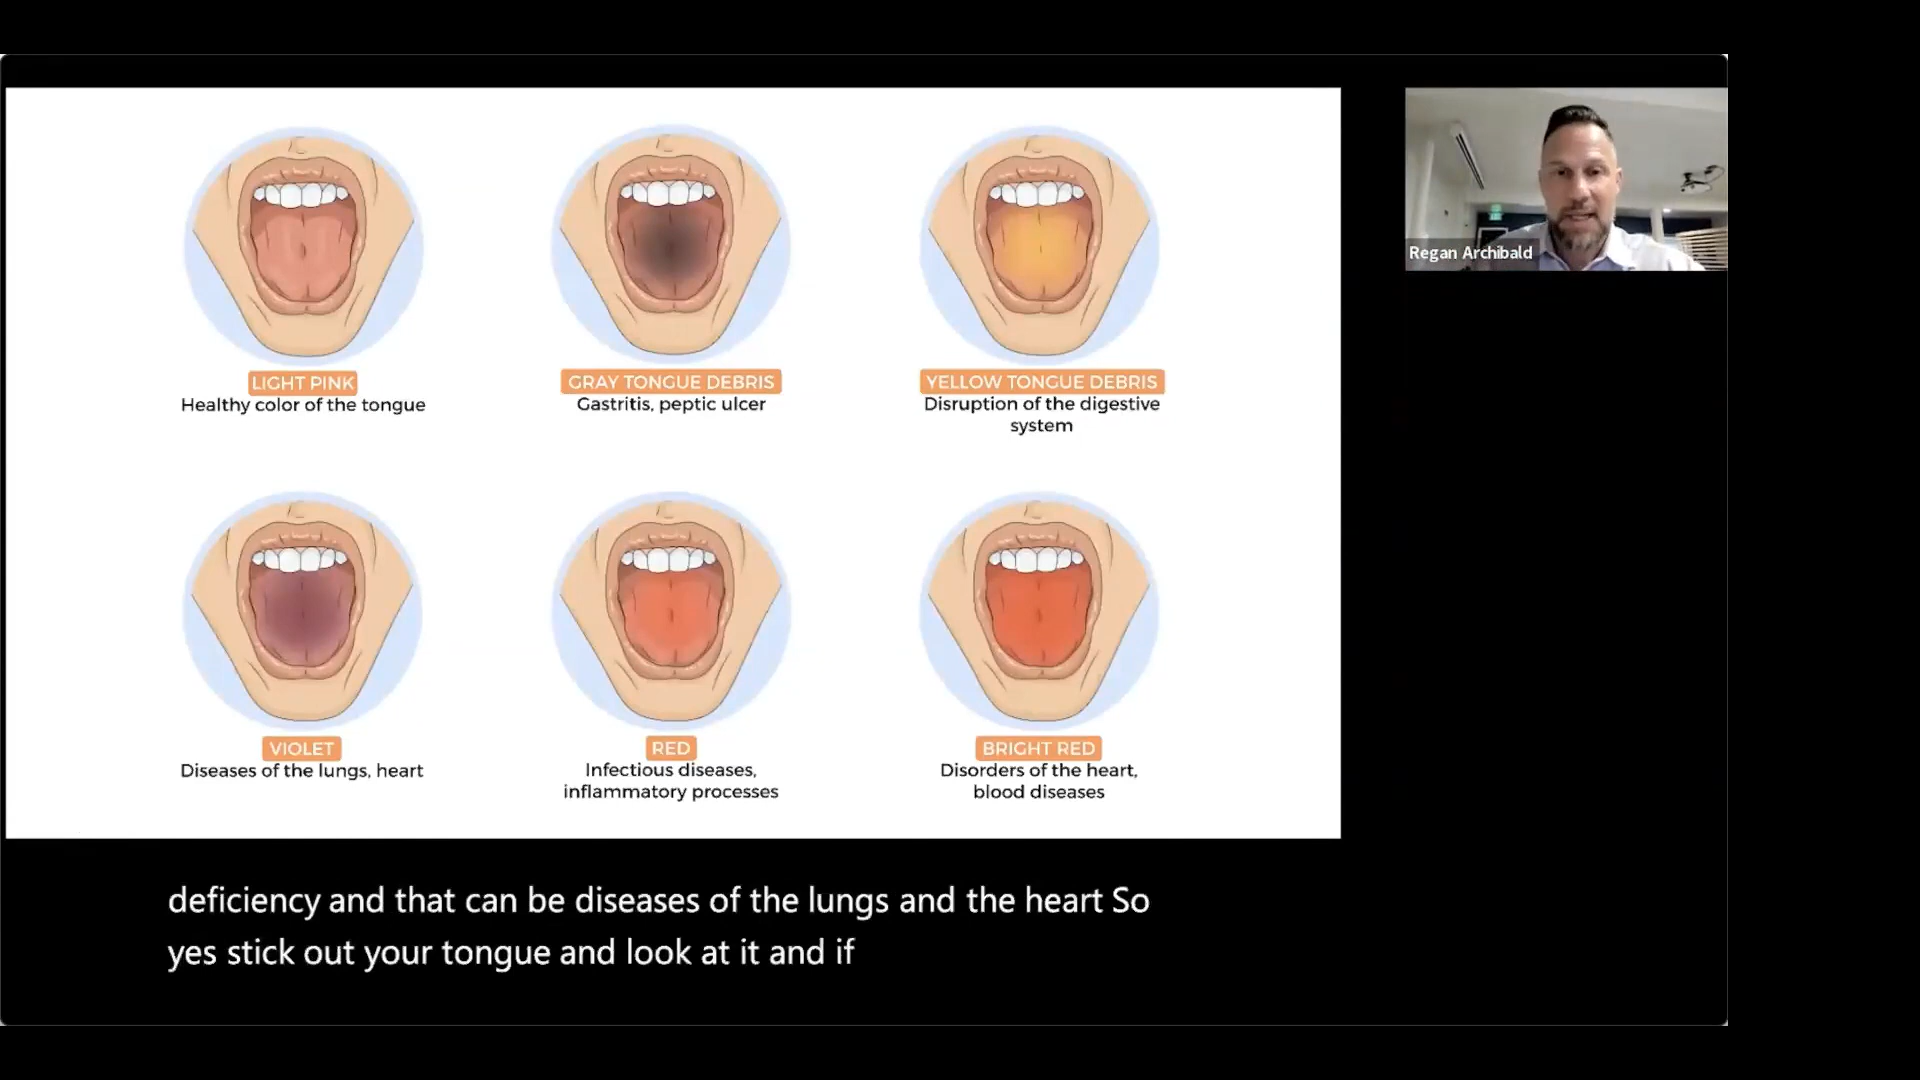 Regan Archibald
LIGHT PINK
Healthy color of the tongue
GRAY TONGUE DEBRIS
Gastritis, peptic ulcer
YELLOW TONGUE DEBRIS
Disruption of the digestive
system
VIOLET
Diseases of the lungs, heart
RED
Infectious diseases,
inflammatory processes
BRIGHT RED
Disorders of the heart,
blood diseases
deficiency and that can be diseases of the lungs and the heart So
yes stick out your tongue and look at it and if